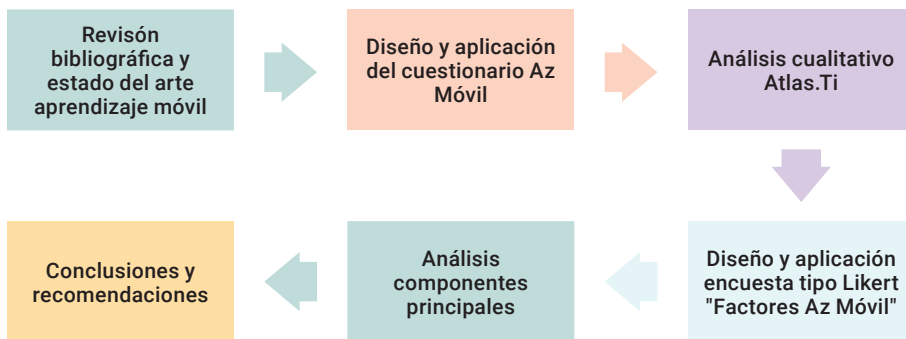 Revisón
bibliográfica y
estado del arte
aprendizaje móvil
Diseño y aplicación
del cuestionario Az
Móvil
Análisis cualitativo
Atlas.Ti
Diseño y aplicación
encuesta tipo Likert
"Factores Az Móvil"
Análisis
componentes
principales
Conclusiones y
recomendaciones